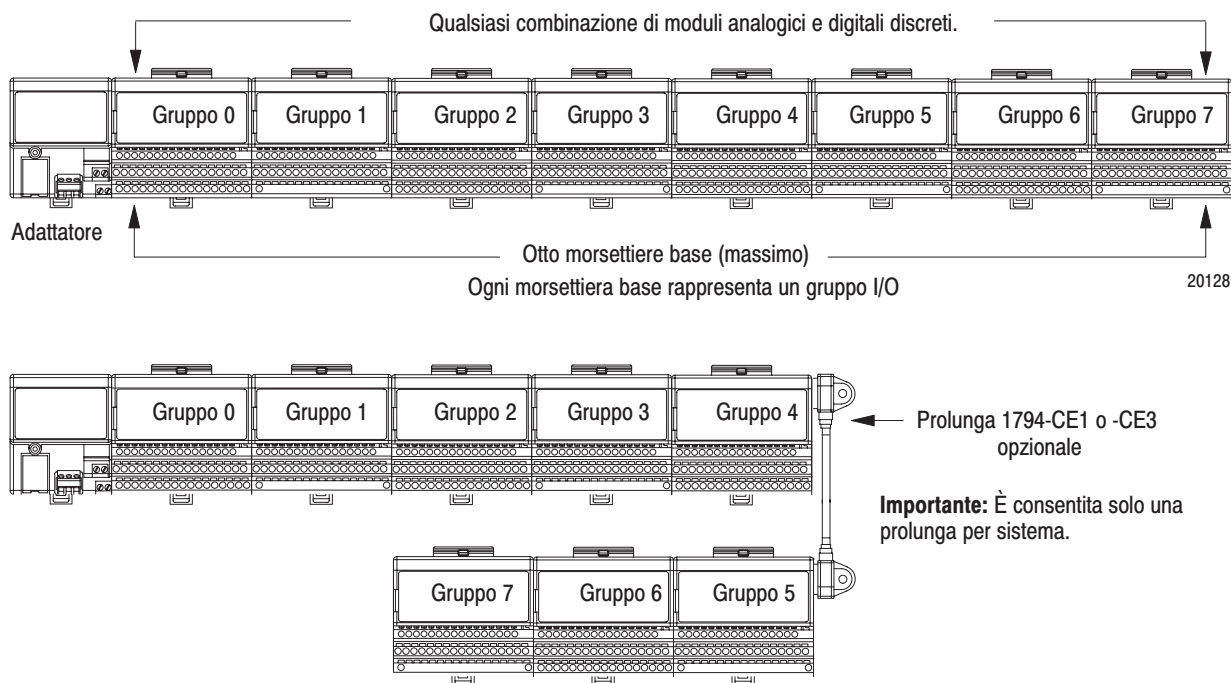 Qualsiasi combinazione di moduli analogici e digitali discreti.
Gruppo 0 Gruppo 1 Gruppo 2 Gruppo 3 Gruppo 4 Gruppo 5 Gruppo 6 Gruppo 7
Adattatore
Otto morsettiere base (massimo)
Ogni morsettiera base rappresenta un gruppo I/O
20128
Gruppo 0 Gruppo 1 Gruppo 2 Gruppo 3 Gruppo 4
Prolunga 1794-CE1 o -CE3
opzionale
Importante: È consentita solo una
prolunga per sistema.
Gruppo 7 Gruppo 6 Gruppo 5